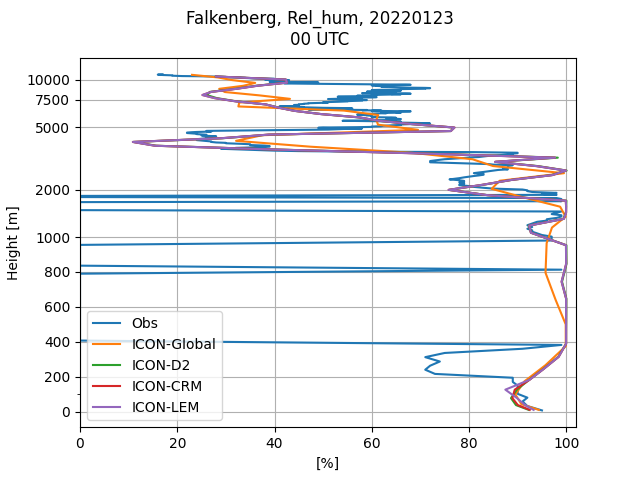 Falkenberg, Rel_hum, 20220123
00 UTC
10000
7500
5000
2000
1000
800
600
400
200
0
Height [m]
Obs
ICON-Global
ICON-D2
ICON-CRM
ICON-LEM
0 20 40 60 80 100
[%]